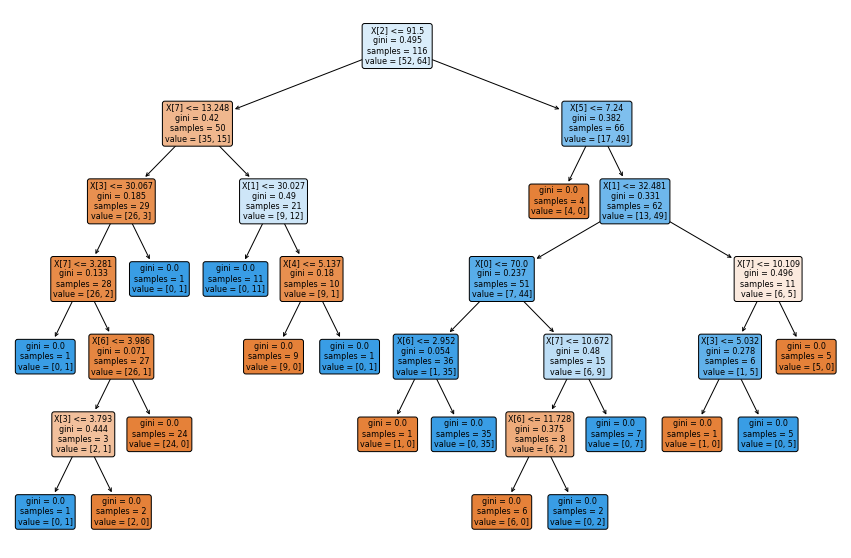 X[2] <= 91.5
gini = 0.495
samples = 116
value = [52, 64]
X[7] <= 13.248
gini = 0.42
samples = 50
value = [35, 15]
X[5] <= 7.24
gini = 0.382
samples = 66
value = [17, 49]
X[3] <= 30.067
gini = 0.185
samples = 29
value = [26, 3]
X[1] <= 30.027
gini = 0.49
samples = 21
value = [9, 12]
gini = 0.0
samples = 4
value = [4, 0]
X[1] <= 32.481
gini = 0.331
samples = 62
value = [13, 49]
X[7] <= 3.281
gini = 0.133
samples = 28
value = [26, 2]
gini = 0.0
samples = 1
value = [0, 1]
gini = 0.0
samples = 11
value = [0, 11]
X[4] <= 5.137
gini = 0.18
samples = 10
value = [9, 1]
X[0] <= 70.0
gini = 0.237
samples = 51
value = [7, 44]
X[7] <= 10.109
gini = 0.496
samples = 11
value = [6, 5]
gini = 0.0
samples = 1
value = [0, 1]
X[6] <= 3.986
gini = 0.071
samples = 27
value = [26, 1]
gini = 0.0
samples = 9
value = [9, 0]
gini = 0.0
samples = 1
value = [0, 1]
X[6] <= 2.952
gini = 0.054
samples = 36
value = [1, 35]
X[7] <= 10.672
gini = 0.48
samples = 15
value = [6, 9]
X[3] <= 5.032
gini = 0.278
samples = 6
value = [1, 5]
gini = 0.0
samples = 5
value = [5, 0]
X[3] <= 3.793
gini = 0.444
samples = 3
value = [2, 1]
gini = 0.0
samples = 24
value = [24, 0]
gini = 0.0
samples = 1
value = [1, 0]
gini = 0.0
samples = 35
value = [0, 35]
X[6] <= 11.728
gini = 0.375
samples = 8
value = [6, 2]
gini = 0.0
samples = 7
value = [0, 7]
gini = 0.0
samples = 1
value = [1, 0]
gini = 0.0
samples = 5
value = [0, 5]
gini = 0.0
samples = 1
value = [0, 1]
gini = 0.0
samples = 2
value = [2, 0]
gini = 0.0
samples = 6
value = [6, 0]
gini = 0.0
samples = 2
value = [0, 2]